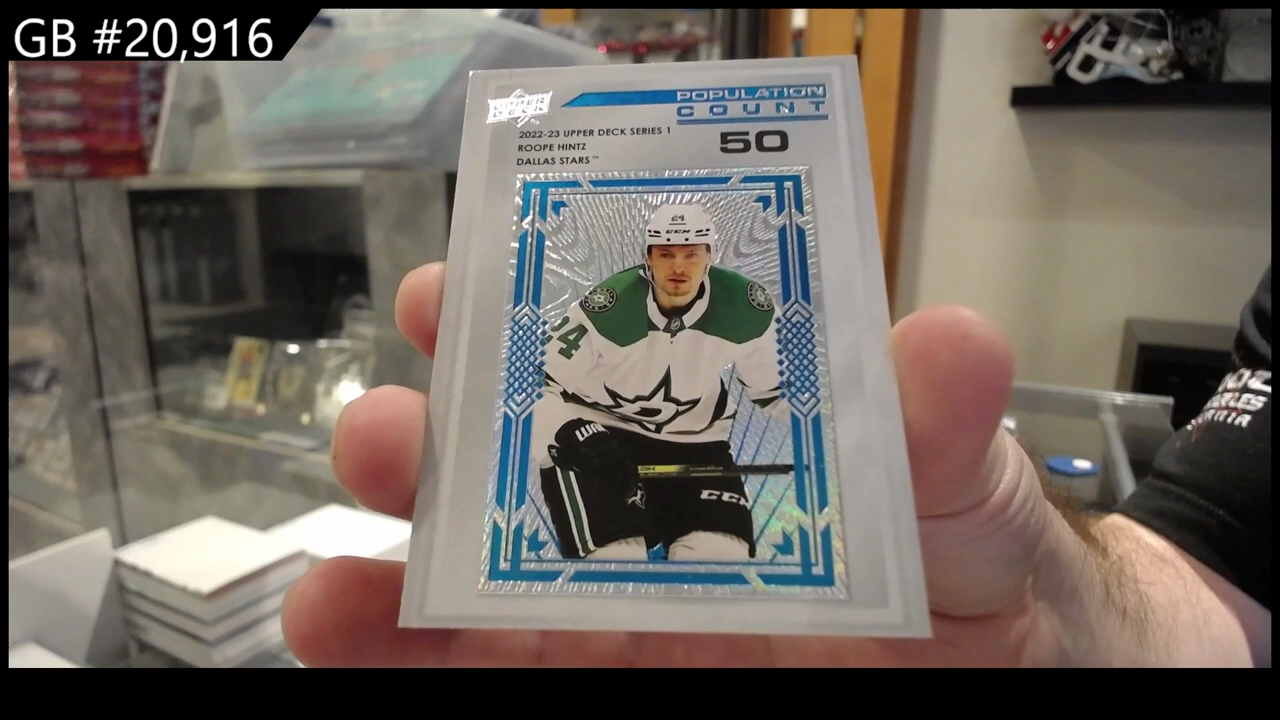 GB #20,916
UPPER DECK
POPULATION
COUNT
50
2022-23 UPPER DECK SERIES 1
ROOPE HINTZ
DALLAS STARS™
24
CCM
24
CCM